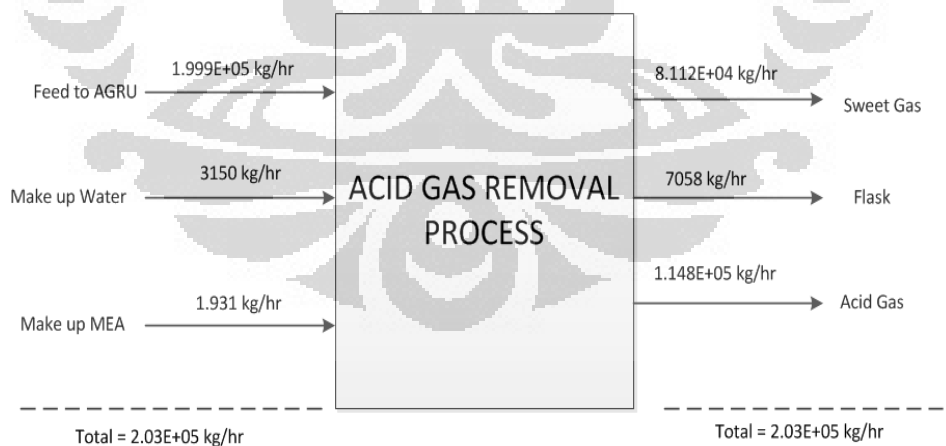 1.999E+05 kg/hr
Feed to AGRU
3150 kg/hr
Make up Water
1.931 kg/hr
Make up MEA
ACID GAS REMOVAL
PROCESS
8.112E+04 kg/hr
Sweet Gas
7058 kg/hr
Flask
1.148E+05 kg/hr
Acid Gas
Total = 2.03E+05 kg/hr
Total = 2.03E+05 kg/hr